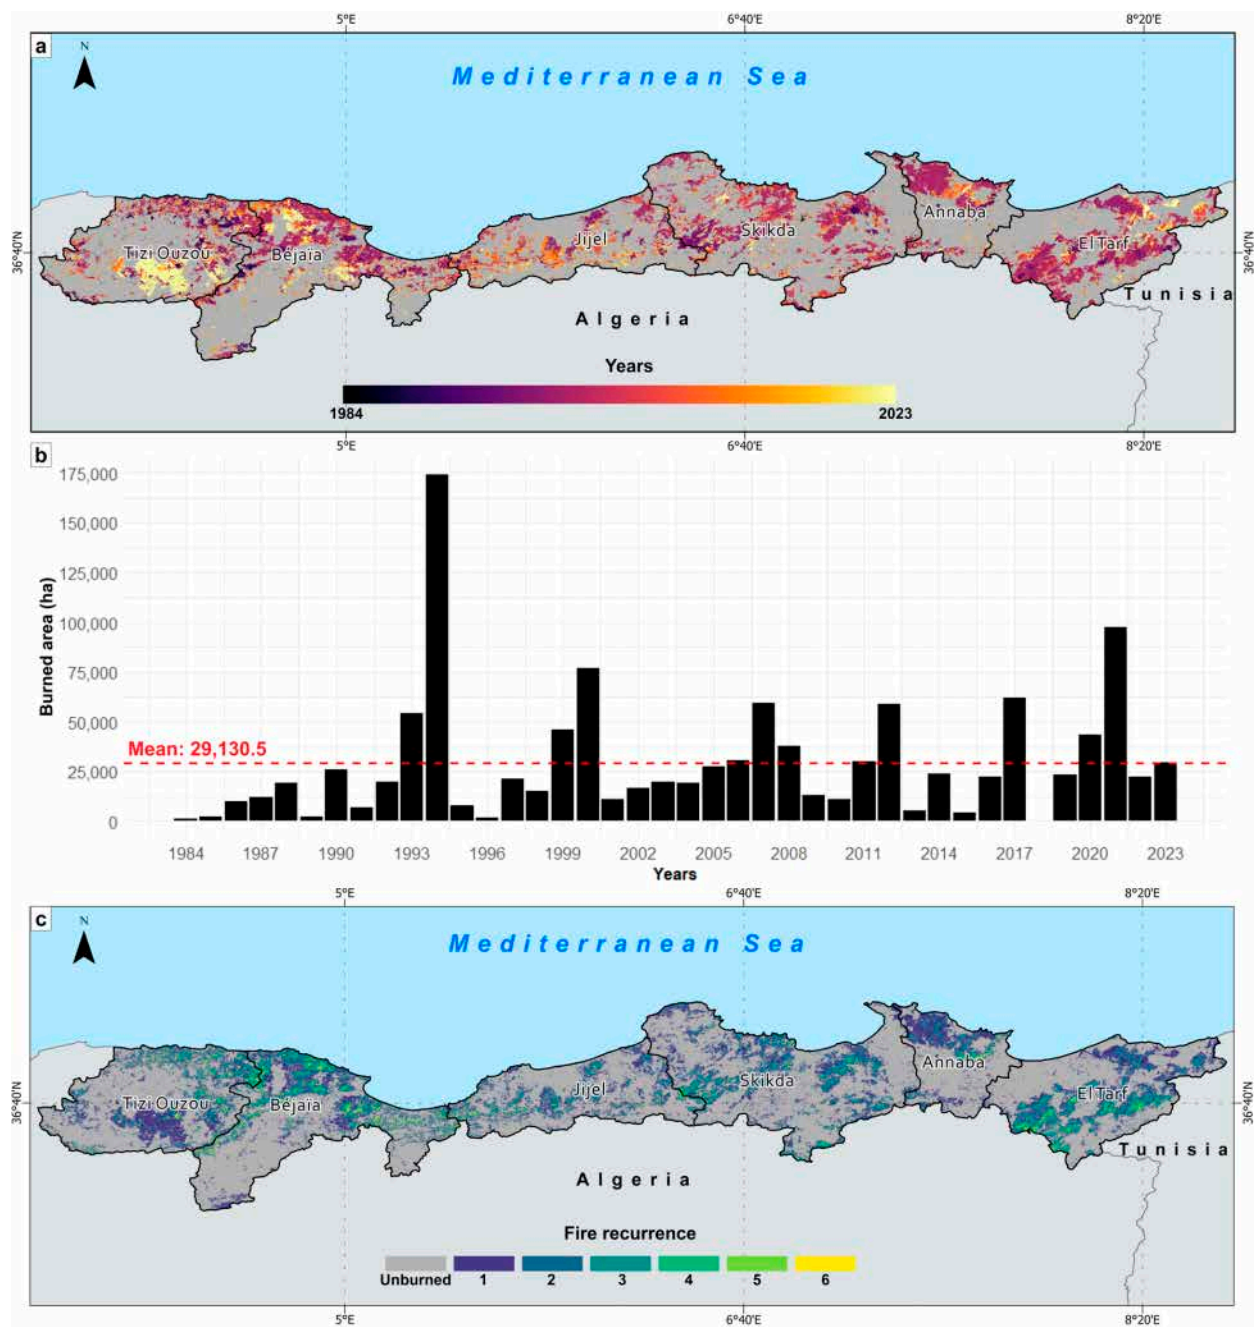 5°E 6°40'E 8°20'E
a
N
Mediterranean Sea
Annaba
Skikda
Jijel
El Tarf
Tizi Ouzou
Béjaïa
36°40'N 36°40'N
Tunisia
Algeria
Years
1984 2023
5°E 6°40'E 8°20'E
b
175,000
150,000
125,000
100,000
75,000
50,000
Mean: 29,130.5
25,000
0
Burned area (ha)
1984 1987 1990 1993 1996 1999 2002 2005 2008 2011 2014 2017 2020 2023
Years
5°E 6°40'E 8°20'E
c
N
Mediterranean Sea
Annaba
Skikda
Jijel
El Tarf
Tizi Ouzou
Béjaïa
36°40'N 36°40'N
Tunisia
Algeria
Fire recurrence
Unburned 1 2 3 4 5 6
5°E 6°40'E 8°20'E